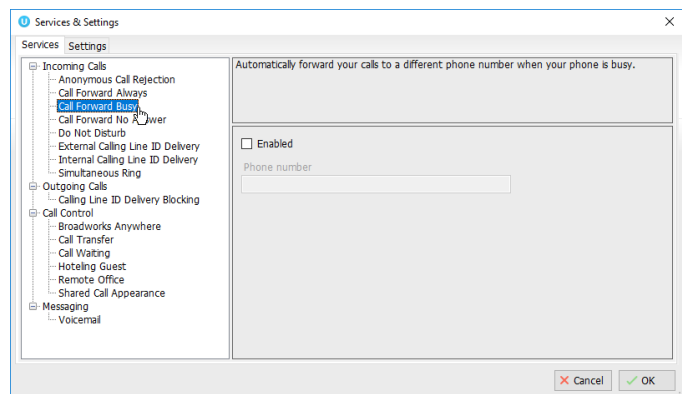 Services & Settings
Services Settings
Incoming Calls
Anonymous Call Rejection
Call Forward Always
Call Forward Busy
Call Forward No Answer
Do Not Disturb
External Calling Line ID Delivery
Internal Calling Line ID Delivery
Simultaneous Ring
Outgoing Calls
Calling Line ID Delivery Blocking
Call Control
Broadworks Anywhere
Call Transfer
Call Waiting
Hoteling Guest
Remote Office
Shared Call Appearance
Messaging
Voicemail
Automatically forward your calls to a different phone number when your phone is busy.
Enabled
Phone number
Cancel OK